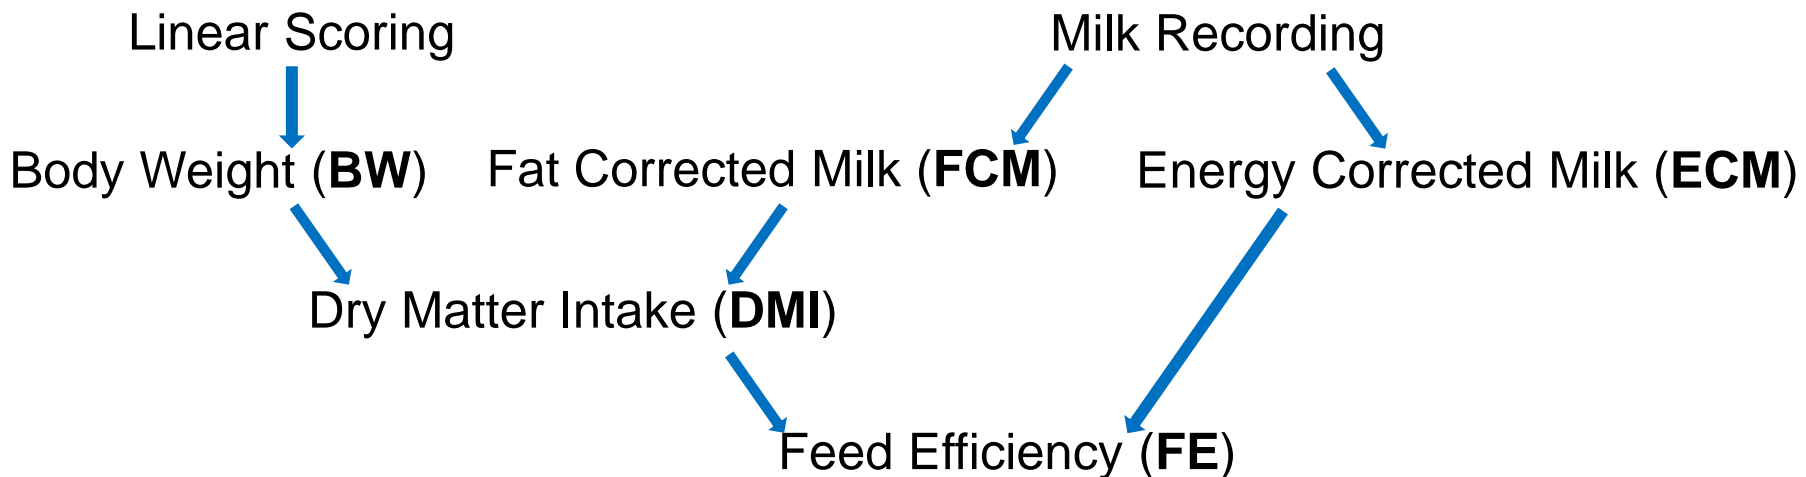 Linear Scoring
Milk Recording
Body Weight (BW)
Fat Corrected Milk (FCM)
Energy Corrected Milk (ECM)
Dry Matter Intake (DMI)
Feed Efficiency (FE)